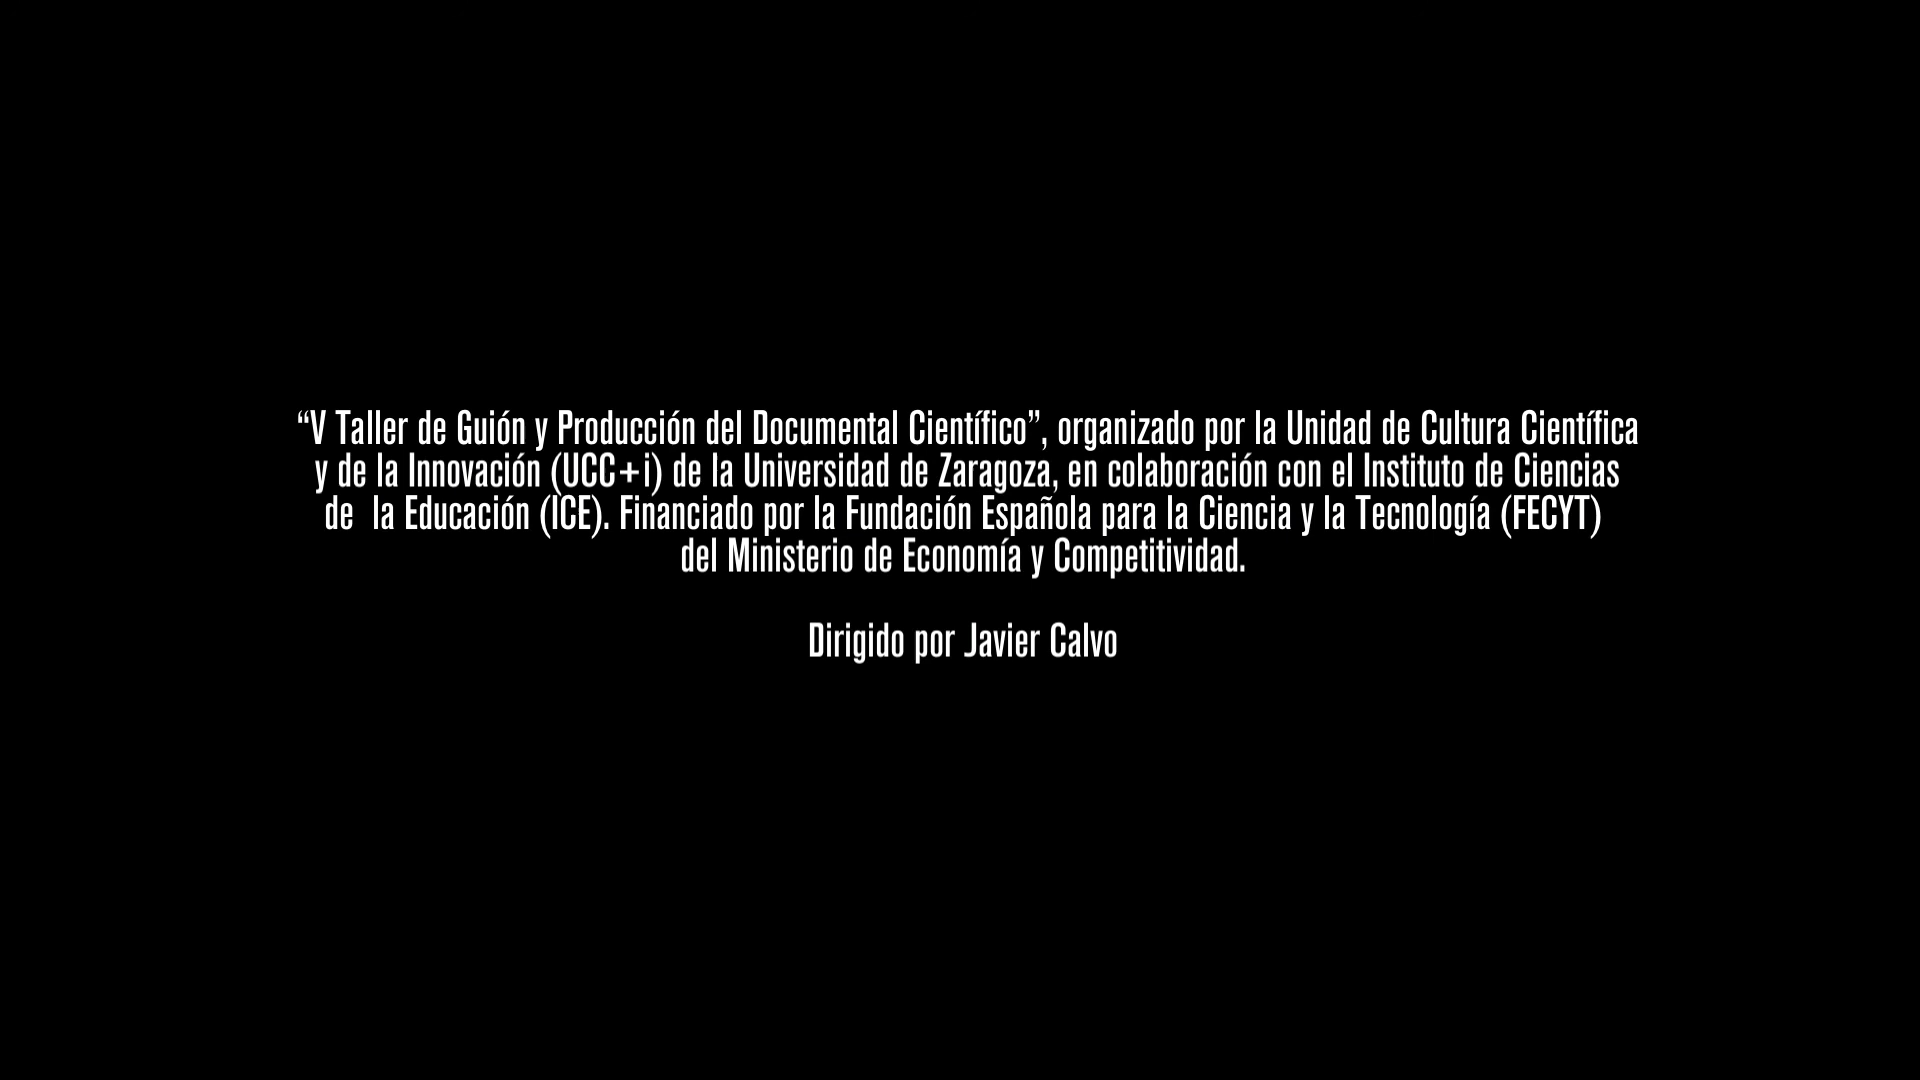 “V Taller de Guión y Producción del Documental Científico”, organizado por la Unidad de Cultura Científica
y de la Innovación (UCC+i) de la Universidad de Zaragoza, en colaboración con el Instituto de Ciencias
de  la Educación (ICE). Financiado por la Fundación Española para la Ciencia y la Tecnología (FECYT)
del Ministerio de Economía y Competitividad.
Dirigido por Javier Calvo